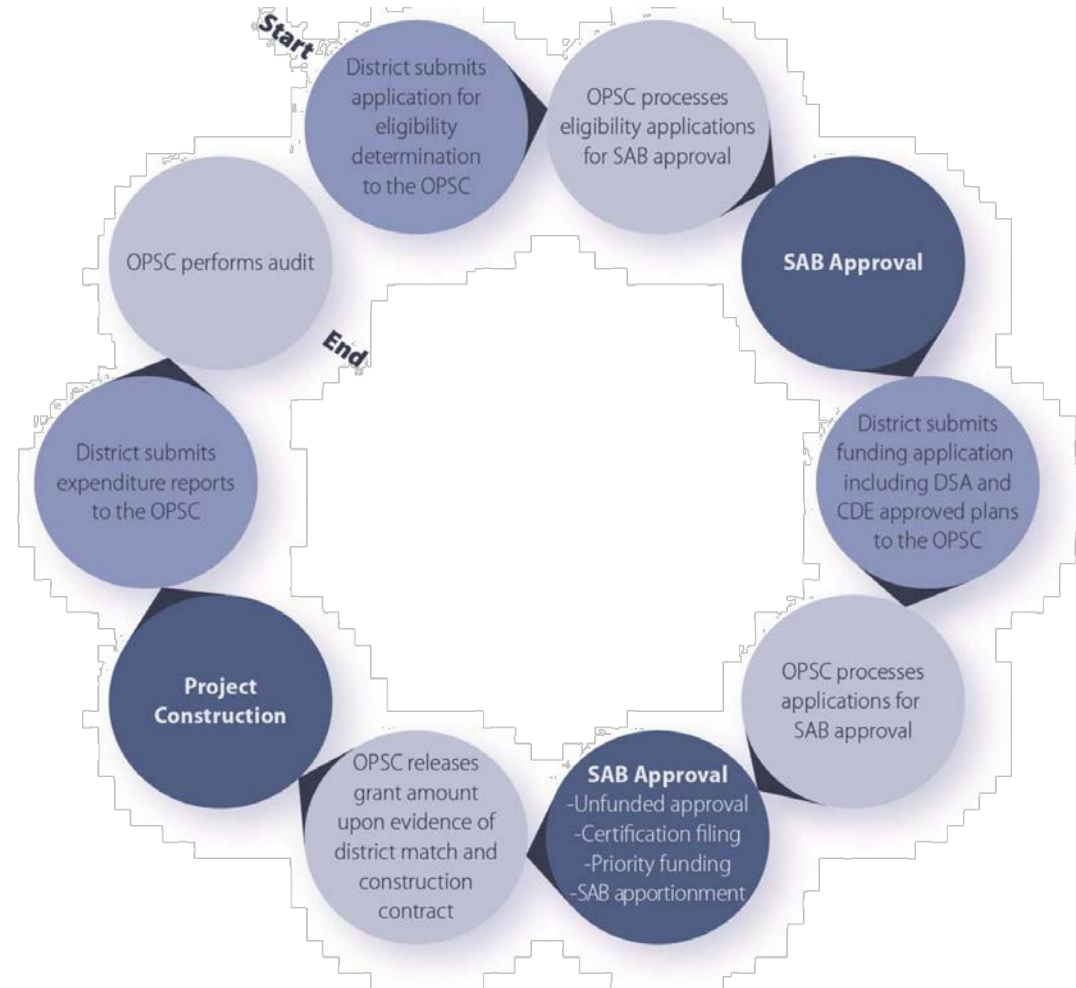 Start
District submits
application for
eligibility
determination
to the OPSC
OPSC processes
eligibility applications
for SAB approval
SAB Approval
District submits
funding application
including DSA and
CDE approved plans
to the OPSC
OPSC processes
applications for
SAB approval
SAB Approval
-Unfunded approval
-Certification filing
-Priority funding
-SAB apportionment
OPSC releases
grant amount
upon evidence of
district match and
construction
contract
Project
Construction
District submits
expenditure reports
to the OPSC
OPSC performs audit
End